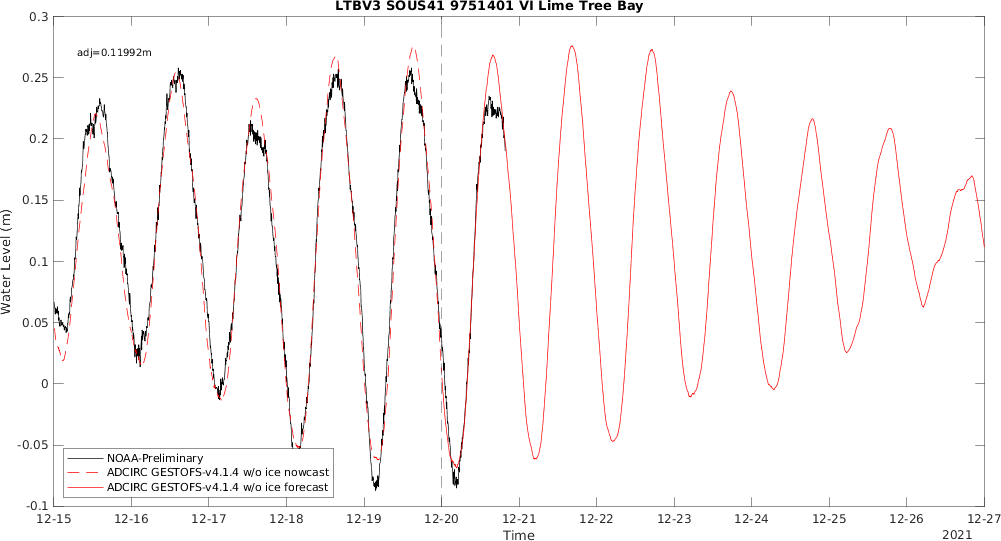 LTBV3 SOUS41 9751401 VI Lime Tree Bay
adj=0.11992m
Water Level (m)
0.3
0.25
0.2
0.15
0.1
0.05
0
-0.05
-0.1
NOAA-Preliminary
ADCIRC GESTOFS-v4.1.4 w/o ice nowcast
ADCIRC GESTOFS-v4.1.4 w/o ice forecast
12-15 12-16 12-17 12-18 12-19 12-20 12-21 12-22 12-23 12-24 12-25 12-26 12-27
Time
2021